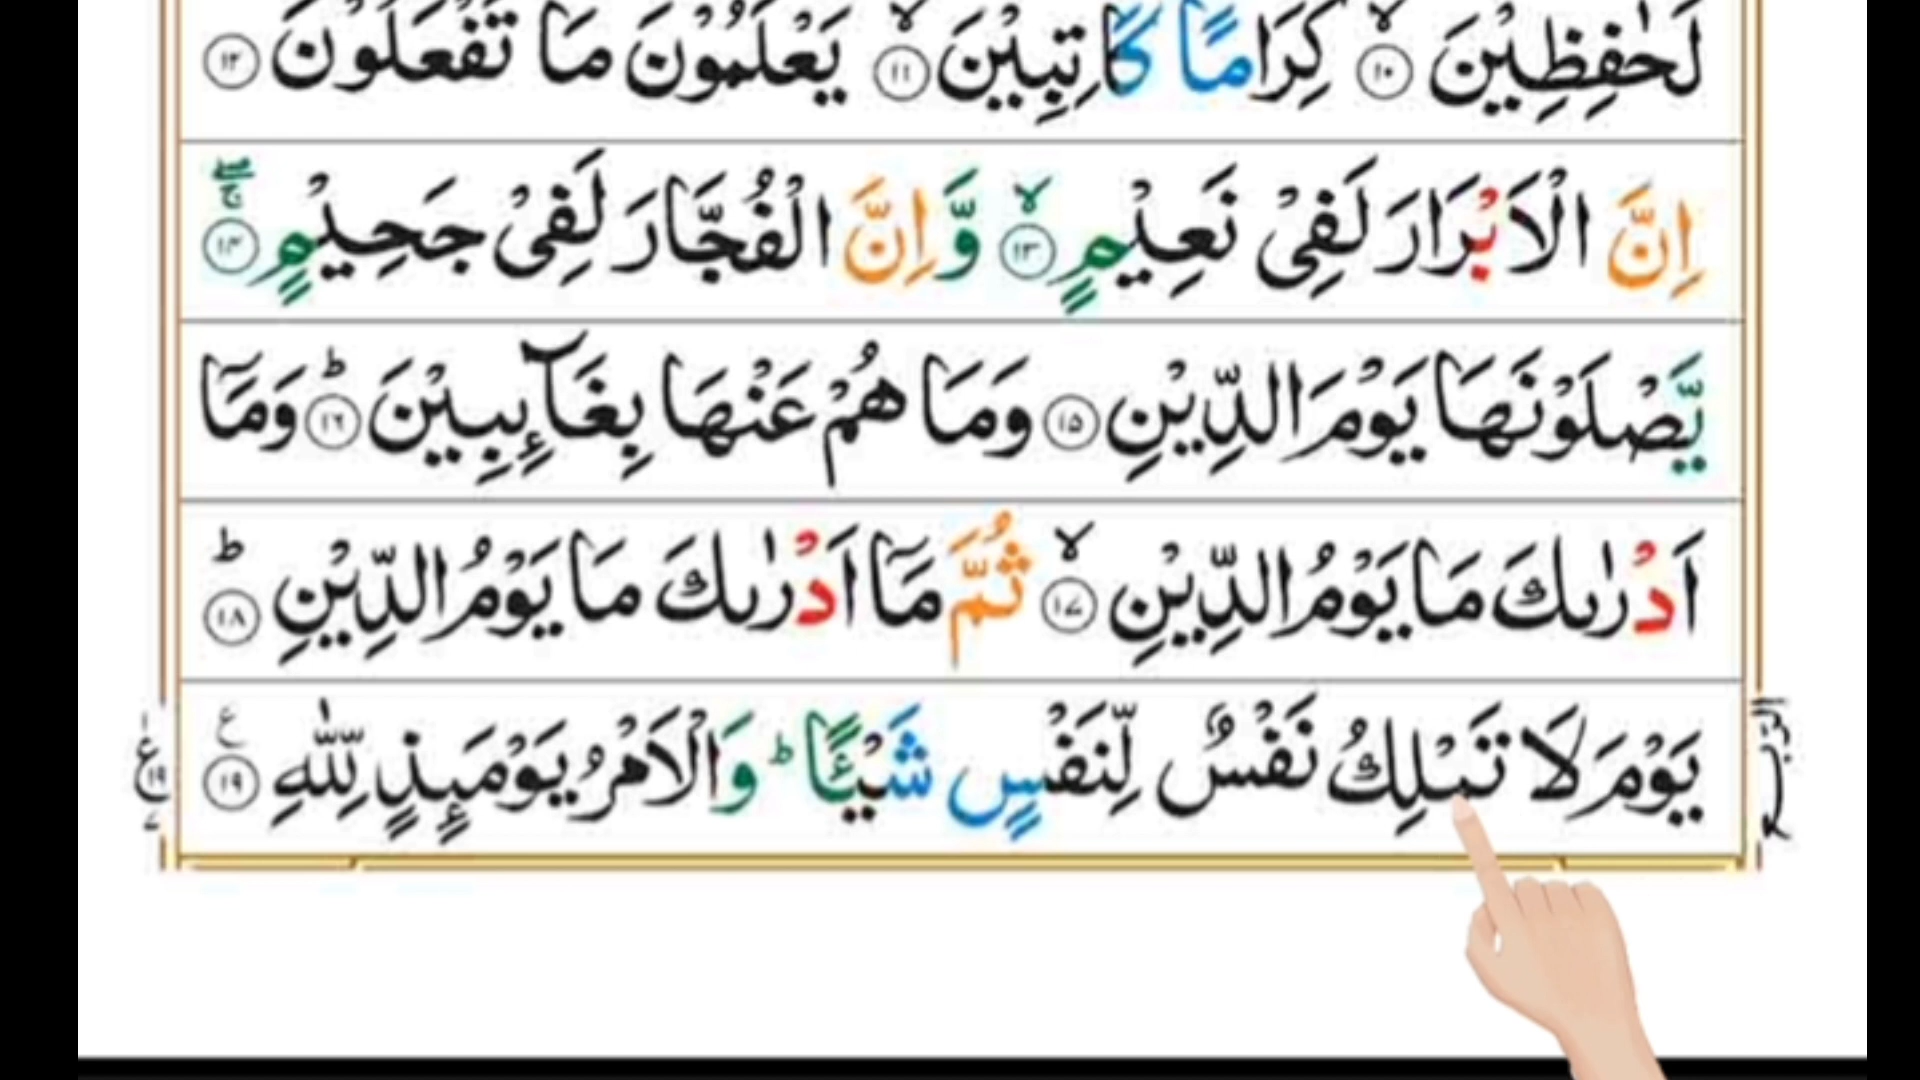 لَحٰفِظِيْنَ ۙ‏﴿۱۰﴾ كِرَامًا كَاتِبِيْنَ ۙ‏﴿۱۱﴾ يَعْلَمُوْنَ مَا تَفْعَلُوْنَ ﴿۱۲﴾
اِنَّ الْاَبْرَارَ لَفِىْ نَعِيْمٍ ۙ‏﴿۱۳﴾ وَّاِنَّ الْفُجَّارَ لَفِىْ جَحِيْمٍ ۚۖ ﴿۱۴﴾
يَّصْلَوْنَهَا يَوْمَ الدِّيْنِ ﴿۱۵﴾ وَمَا هُمْ عَنْهَا بِغَآئِبِيْنَ ؕ ﴿۱۶﴾ وَمَاۤ
اَدْرٰىكَ مَا يَوْمُ الدِّيْنِ ۙ‏﴿۱۷﴾ ثُمَّ مَاۤ اَدْرٰىكَ مَا يَوْمُ الدِّيْنِ ؕ ﴿۱۸﴾
يَوْمَ لَا تَمْلِكُ نَفْسٌ لِّنَفْسٍ شَيْئًا ؕ وَالْاَمْرُ يَوْمَئِذٍ لِّلّٰهِ ﴿۱۹﴾ ع
الربع